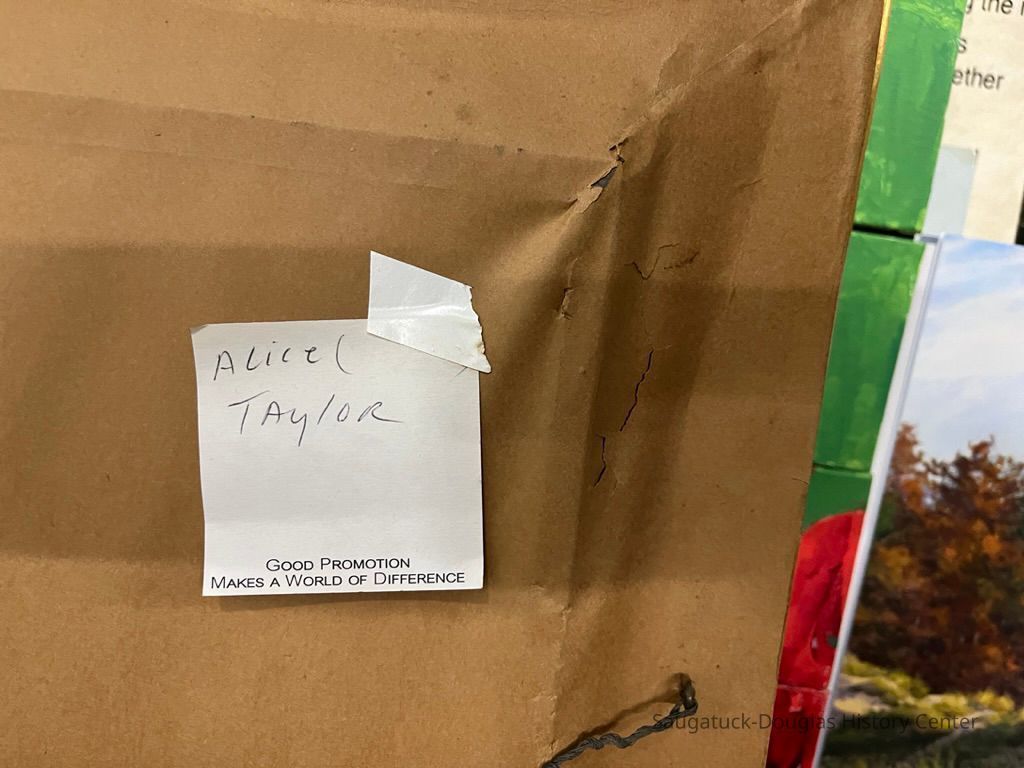 Alice (
Taylor
Good Promotion
Makes a World of Difference
ether
Saugatuck-Douglas History Center